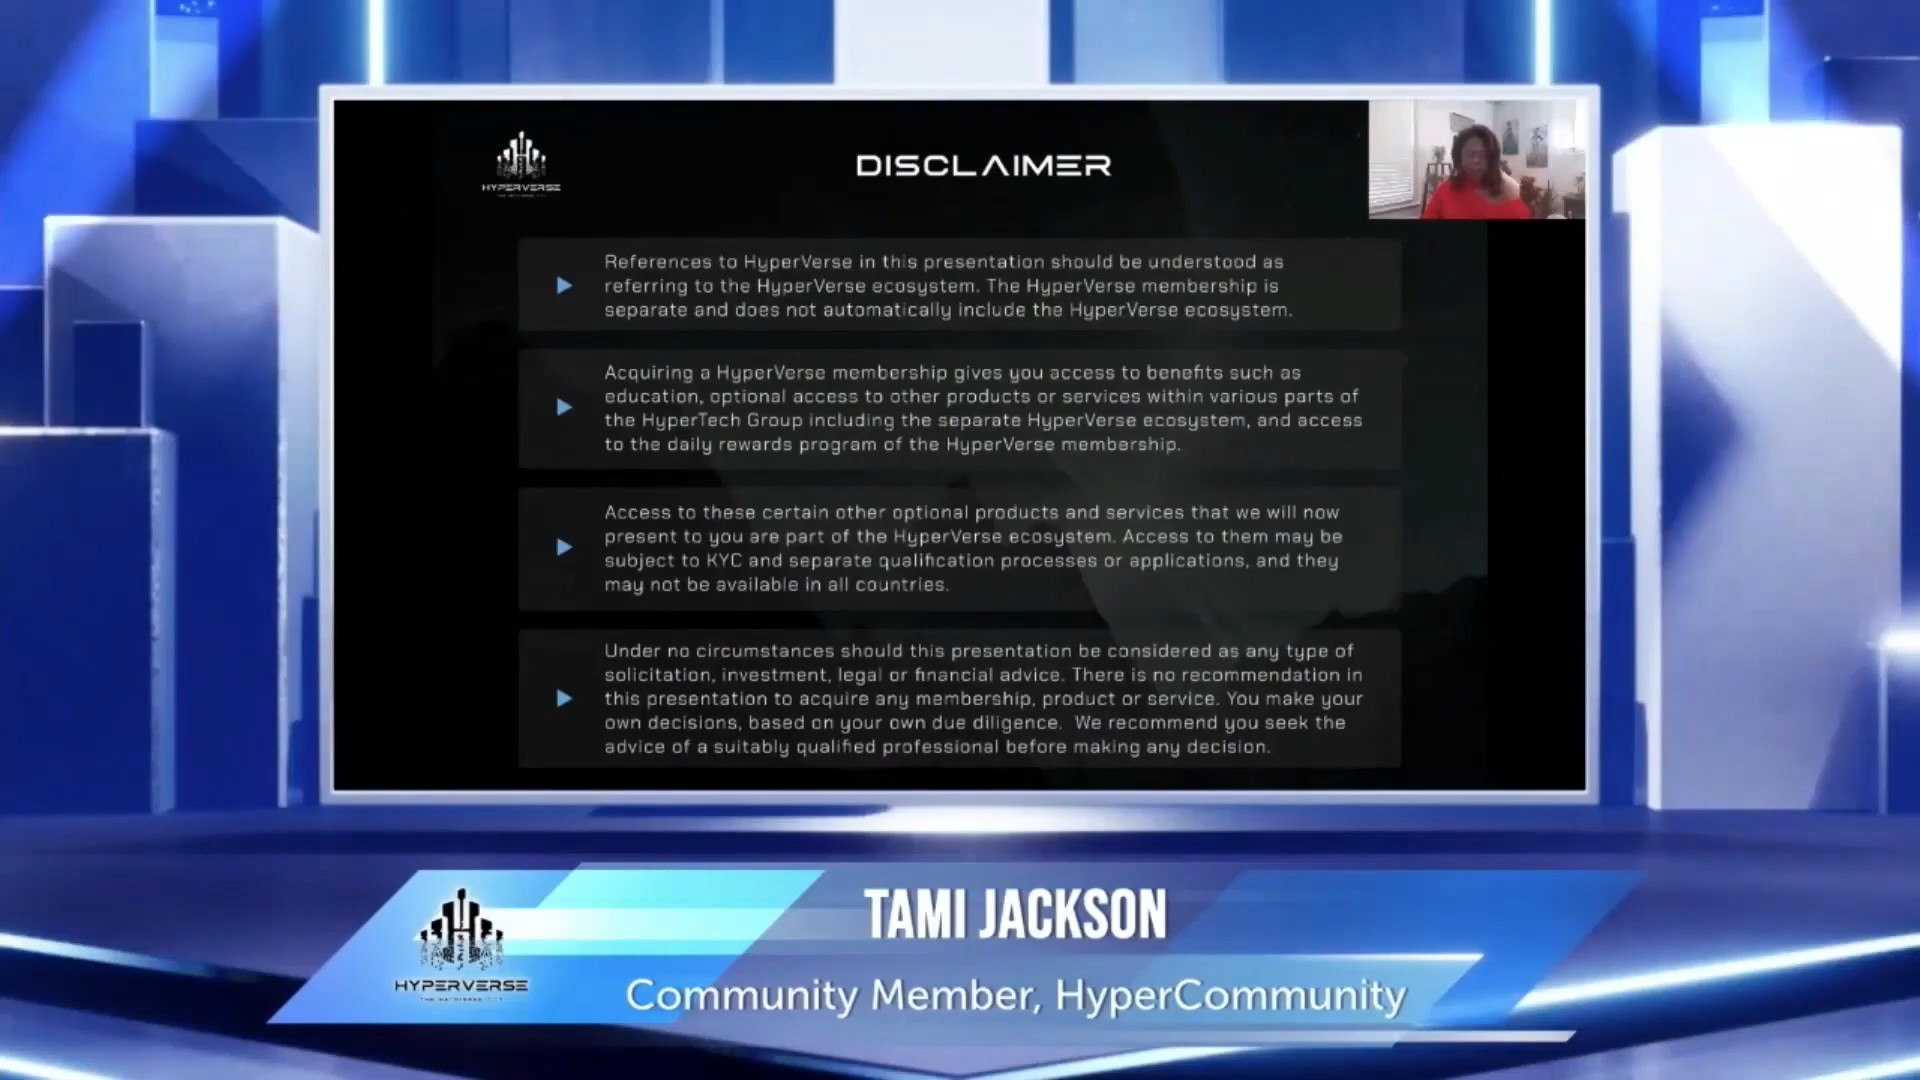 HYPERVERSE
DISCLAIMER
References to HyperVerse in this presentation should be understood as
referring to the HyperVerse ecosystem. The HyperVerse membership is
separate and does not automatically include the HyperVerse ecosystem.
Acquiring a HyperVerse membership gives you access to benefits such as
education, optional access to other products or services within various parts of
the HyperTech Group including the separate HyperVerse ecosystem, and access
to the daily rewards program of the HyperVerse membership.
Access to these certain other optional products and services that we will now
present to you are part of the HyperVerse ecosystem. Access to them may be
subject to KYC and separate qualification processes or applications, and they
may not be available in all countries.
Under no circumstances should this presentation be considered as any type of
solicitation, investment, legal or financial advice. There is no recommendation in
this presentation to acquire any membership, product or service. You make your
own decisions, based on your own due diligence. We recommend you seek the
advice of a suitably qualified professional before making any decision.
TAMI JACKSON
HYPERVERSE
Community Member, HyperCommunity